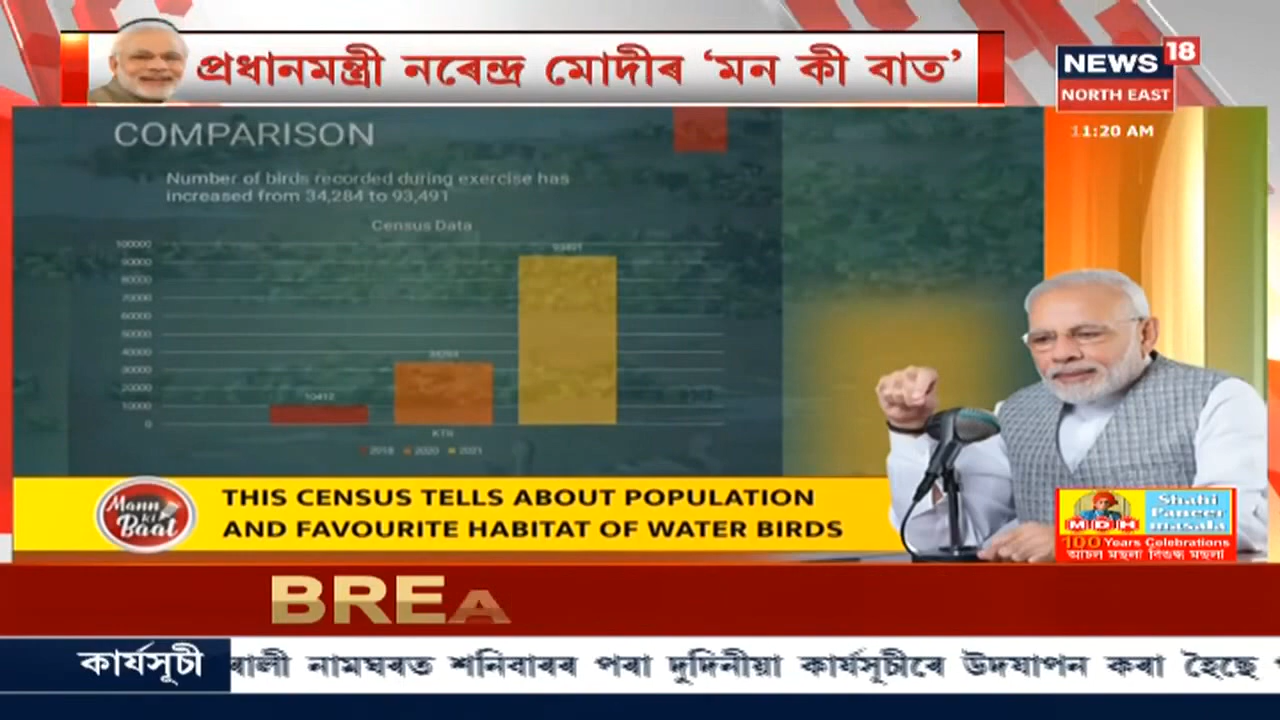 প্ৰধানমন্ত্ৰী নৰেন্দ্ৰ মোদীৰ ‘মন কী বাত’
NEWS 18
NORTH EAST
11:20 AM
COMPARISON
Number of birds recorded during exercise has
increased from 34,284 to 93,491
Census Data
100000
90000
80000
70000
60000
50000
40000
30000
20000
10000
0
10412
34284
93491
2020
2021
Mann
ki
Baat
THIS CENSUS TELLS ABOUT POPULATION
AND FAVOURITE HABITAT OF WATER BIRDS
MDH
Shahi
Paneer
masala
100 Years Celebrations
BREA
কাৰ্যসূচী
নামঘৰত শনিবাৰৰ পৰা দুদিনীয়া কাৰ্যসূচীৰে উদযাপন কৰা হৈছে